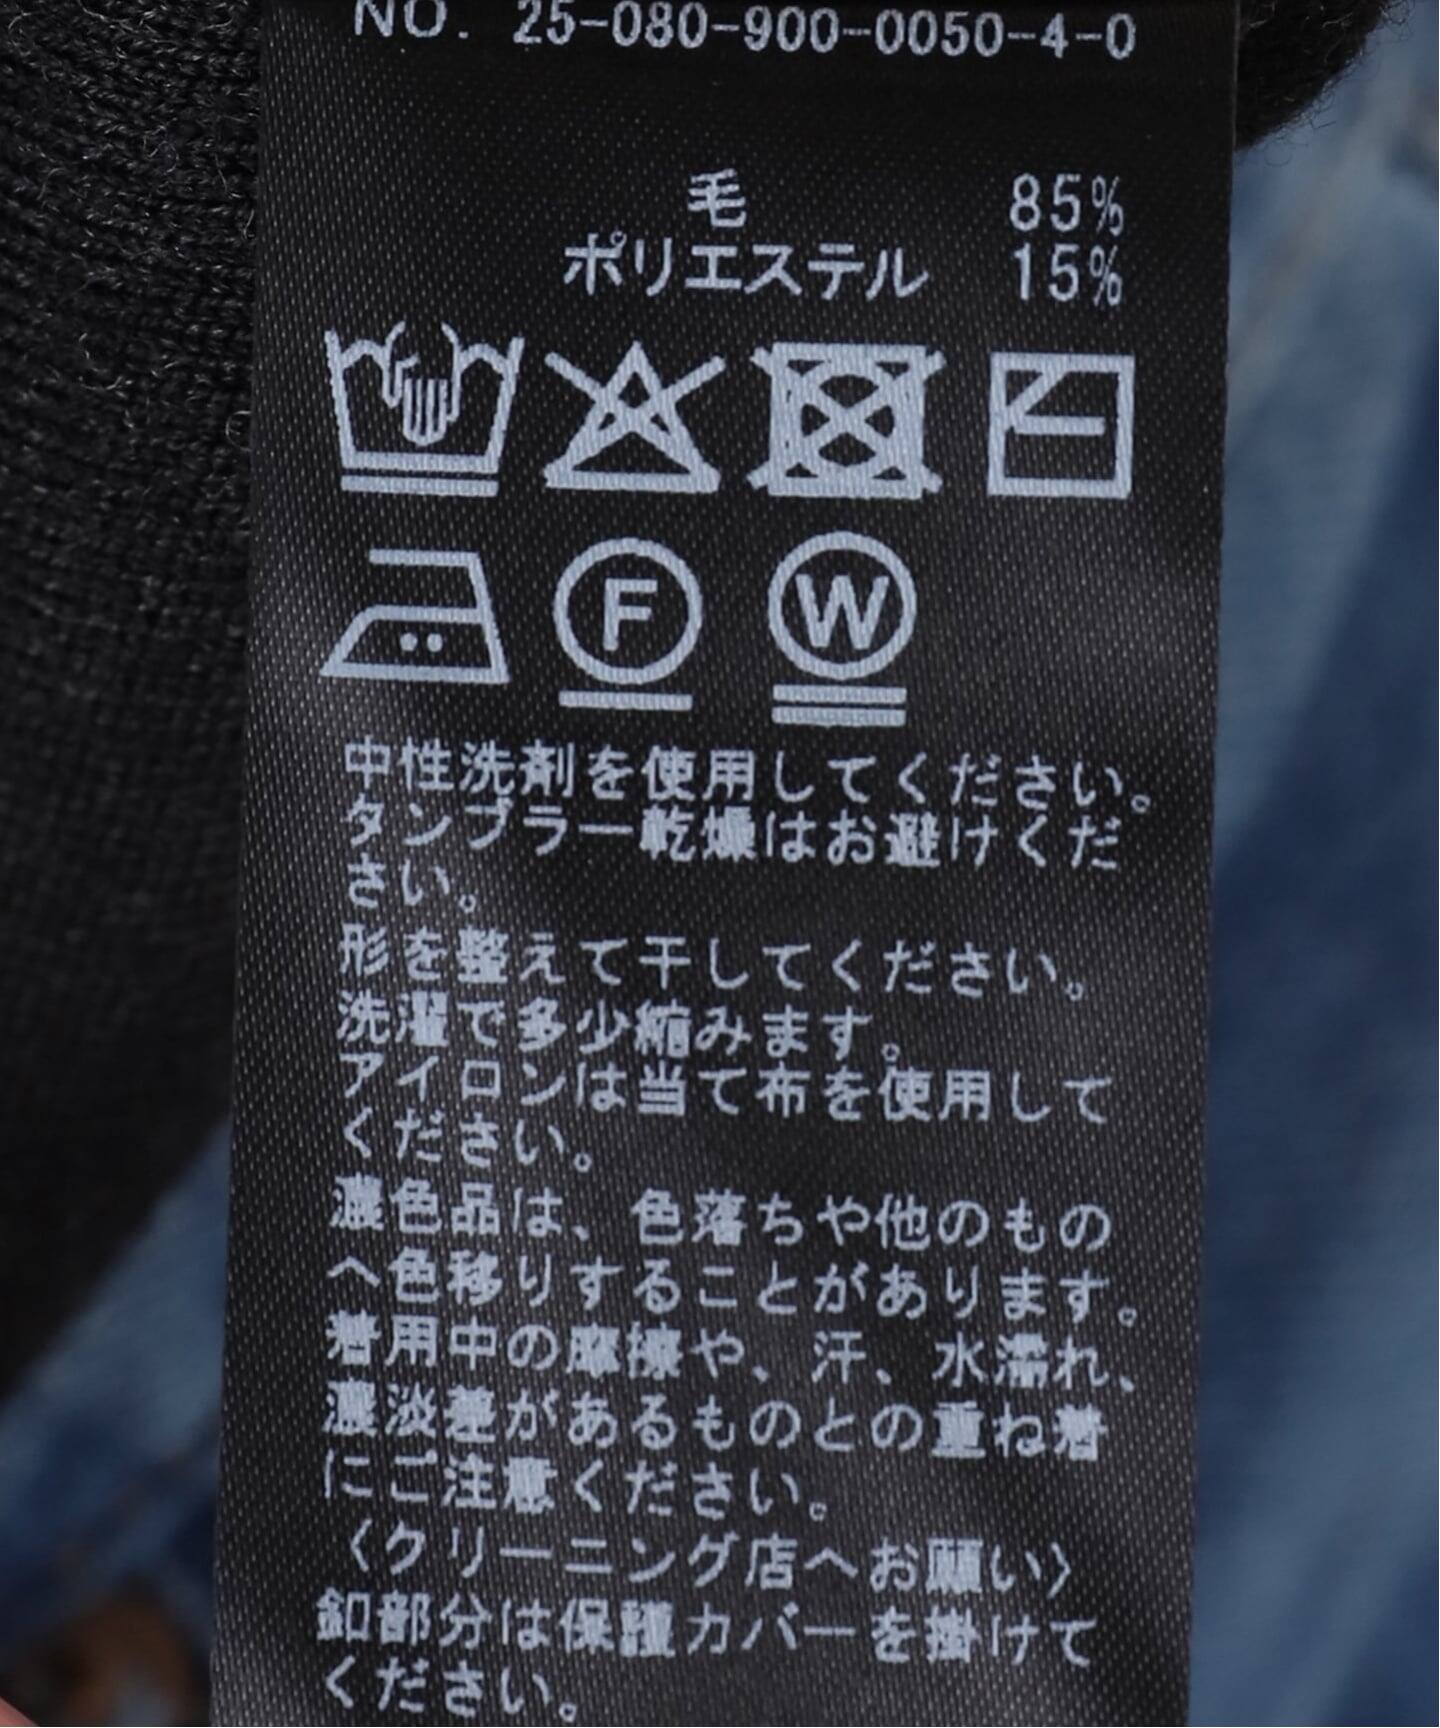 NO. 25-080-900-0050-4-0
毛 85%
ポリエステル 15%
F W
中性洗剤を使用してください。
タンブラー乾燥はお避けくだ
さい。
形を整えて干してください。
洗濯で多少縮みます。
アイロンは当て布を使用して
ください。
濃色品は、色落ちや他のもの
へ色移りすることがあります。
着用中の摩擦や、汗、水濡れ、
濃淡差があるものとの重ね着
にご注意ください。
〈クリーニング店へお願い〉
釦部分は保護カバーを掛けて
ください。